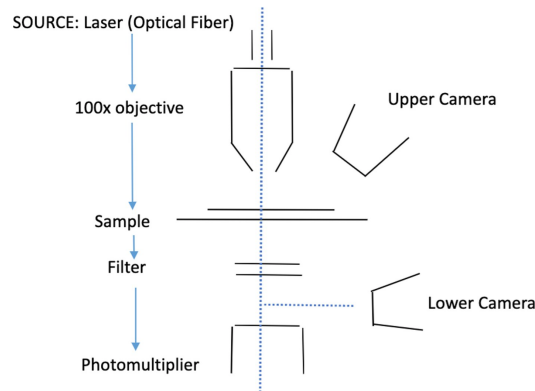 SOURCE: Laser (Optical Fiber)
100x objective
Upper Camera
Sample
Filter
Lower Camera
Photomultiplier